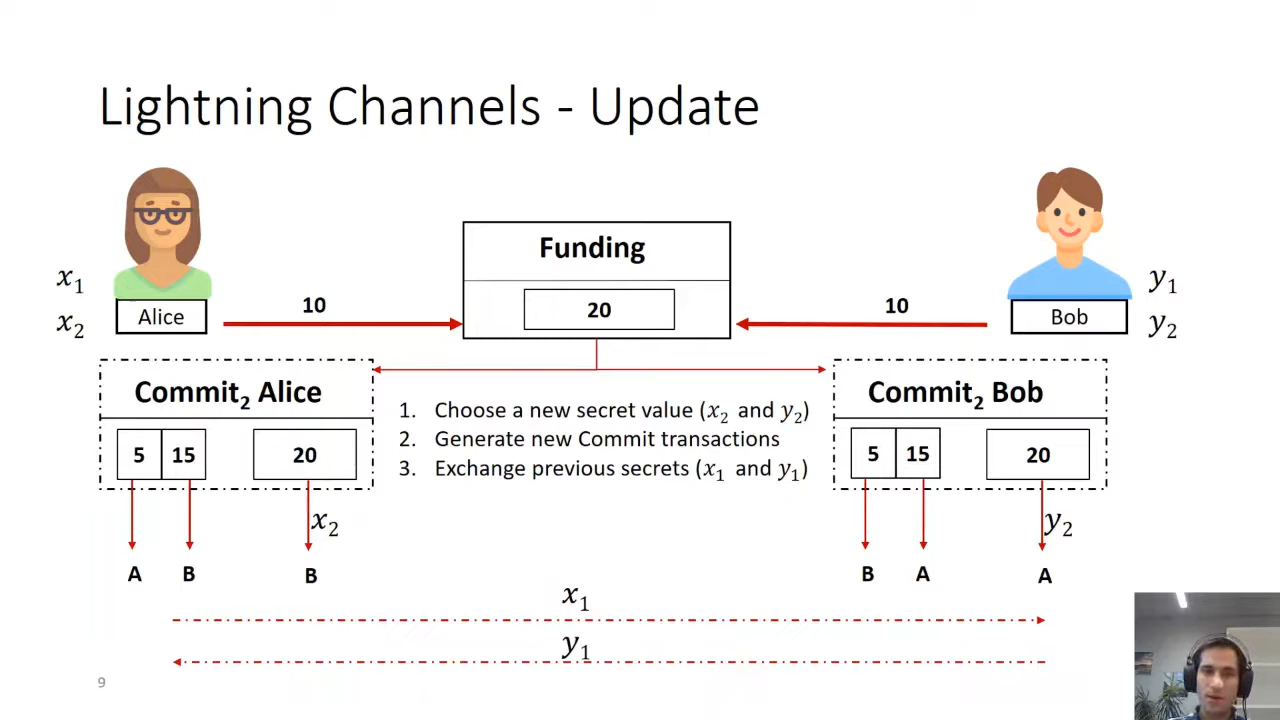 Lightning Channels - Update
Funding
20
x₁
x₂
Alice
10
10
Bob
y₁
y₂
Commit₂ Alice
5 15 20
x₂
A B B
1. Choose a new secret value (x₂ and y₂)
2. Generate new Commit transactions
3. Exchange previous secrets (x₁ and y₁)
Commit₂ Bob
5 15 20
y₂
B A A
x₁
y₁
9